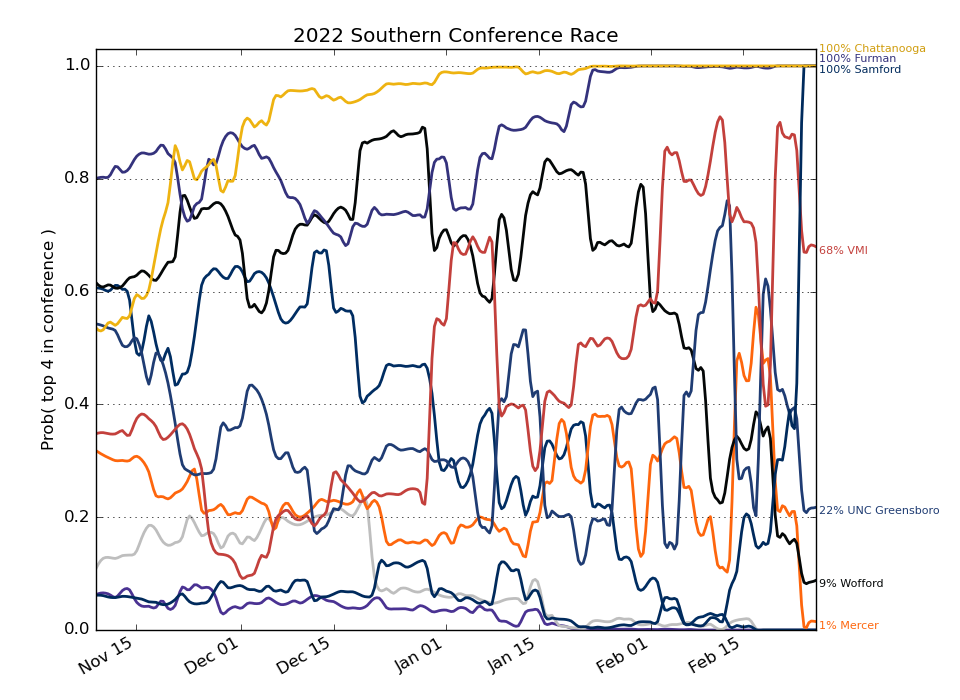 2022 Southern Conference Race
100% Chattanooga
100% Furman
100% Samford
68% VMI
22% UNC Greensboro
9% Wofford
1% Mercer
Prob( top 4 in conference )
1.0
0.8
0.6
0.4
0.2
0.0
Nov 15
Dec 01
Dec 15
Jan 01
Jan 15
Feb 01
Feb 15